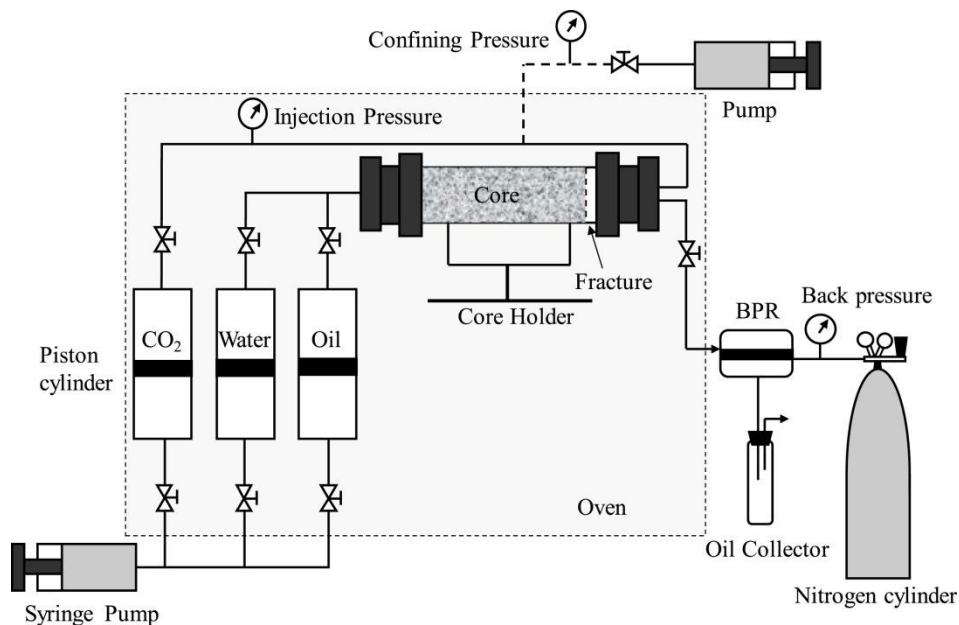 Confining Pressure
Pump
Injection Pressure
Core
Fracture
Core Holder
Back pressure
BPR
CO₂
Water
Oil
Piston
cylinder
Oven
Oil Collector
Nitrogen cylinder
Syringe Pump